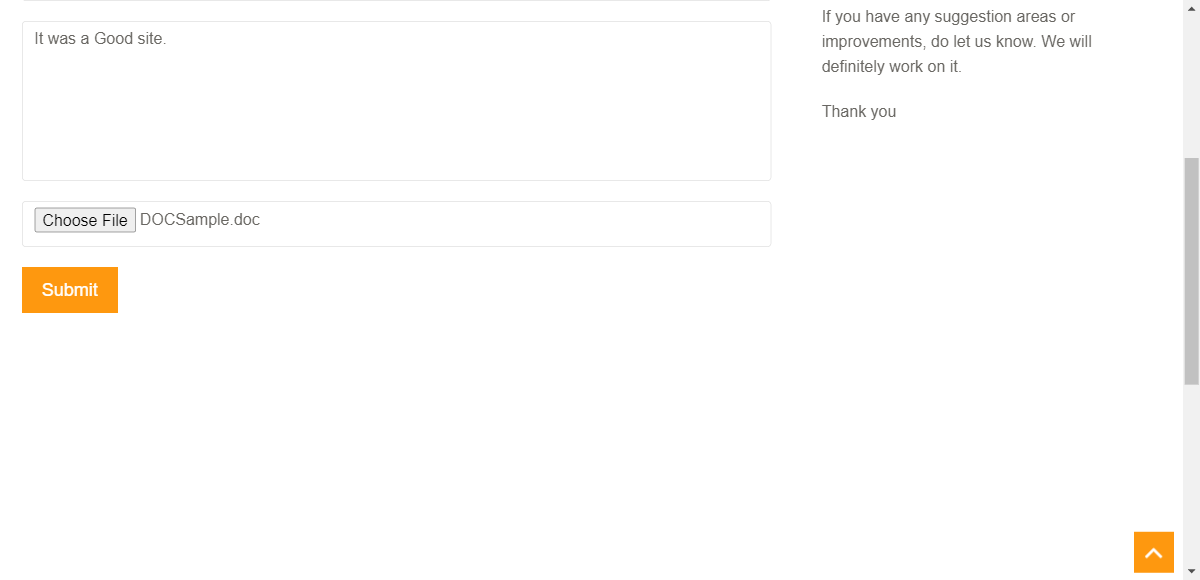 It was a Good site.
Choose File DOCSample.doc
Submit
If you have any suggestion areas or
improvements, do let us know. We will
definitely work on it.
Thank you